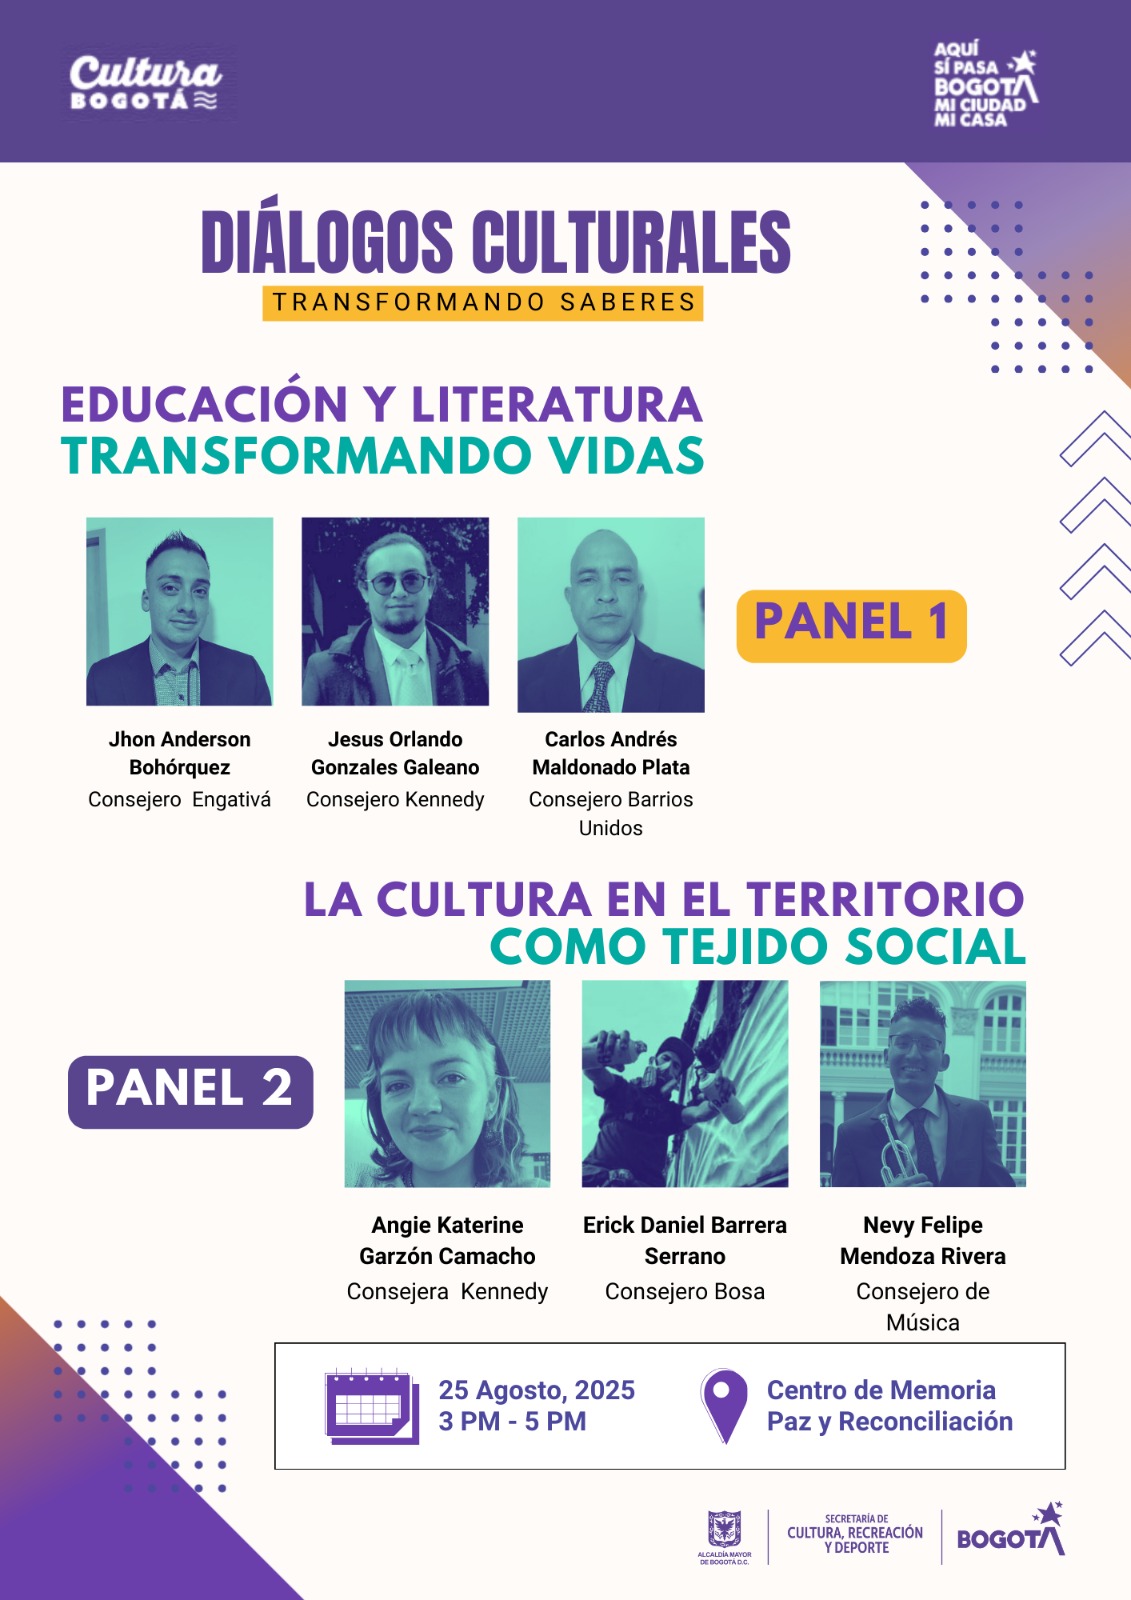 Cultura
BOGOTÁ
AQUÍ
SÍ PASA
BOGOTÁ
MI CIUDAD
MI CASA
DIÁLOGOS CULTURALES
TRANSFORMANDO SABERES
EDUCACIÓN Y LITERATURA
TRANSFORMANDO VIDAS
PANEL 1
Jhon Anderson
Bohórquez
Consejero Engativá
Jesus Orlando
Gonzales Galeano
Consejero Kennedy
Carlos Andrés
Maldonado Plata
Consejero Barrios
Unidos
LA CULTURA EN EL TERRITORIO
COMO TEJIDO SOCIAL
PANEL 2
Angie Katerine
Garzón Camacho
Consejera Kennedy
Erick Daniel Barrera
Serrano
Consejero Bosa
Nevy Felipe
Mendoza Rivera
Consejero de
Música
25 Agosto, 2025
3 PM - 5 PM
Centro de Memoria
Paz y Reconciliación
ALCALDÍA MAYOR
DE BOGOTÁ D.C.
SECRETARÍA DE
CULTURA, RECREACIÓN
Y DEPORTE
BOGOTÁ